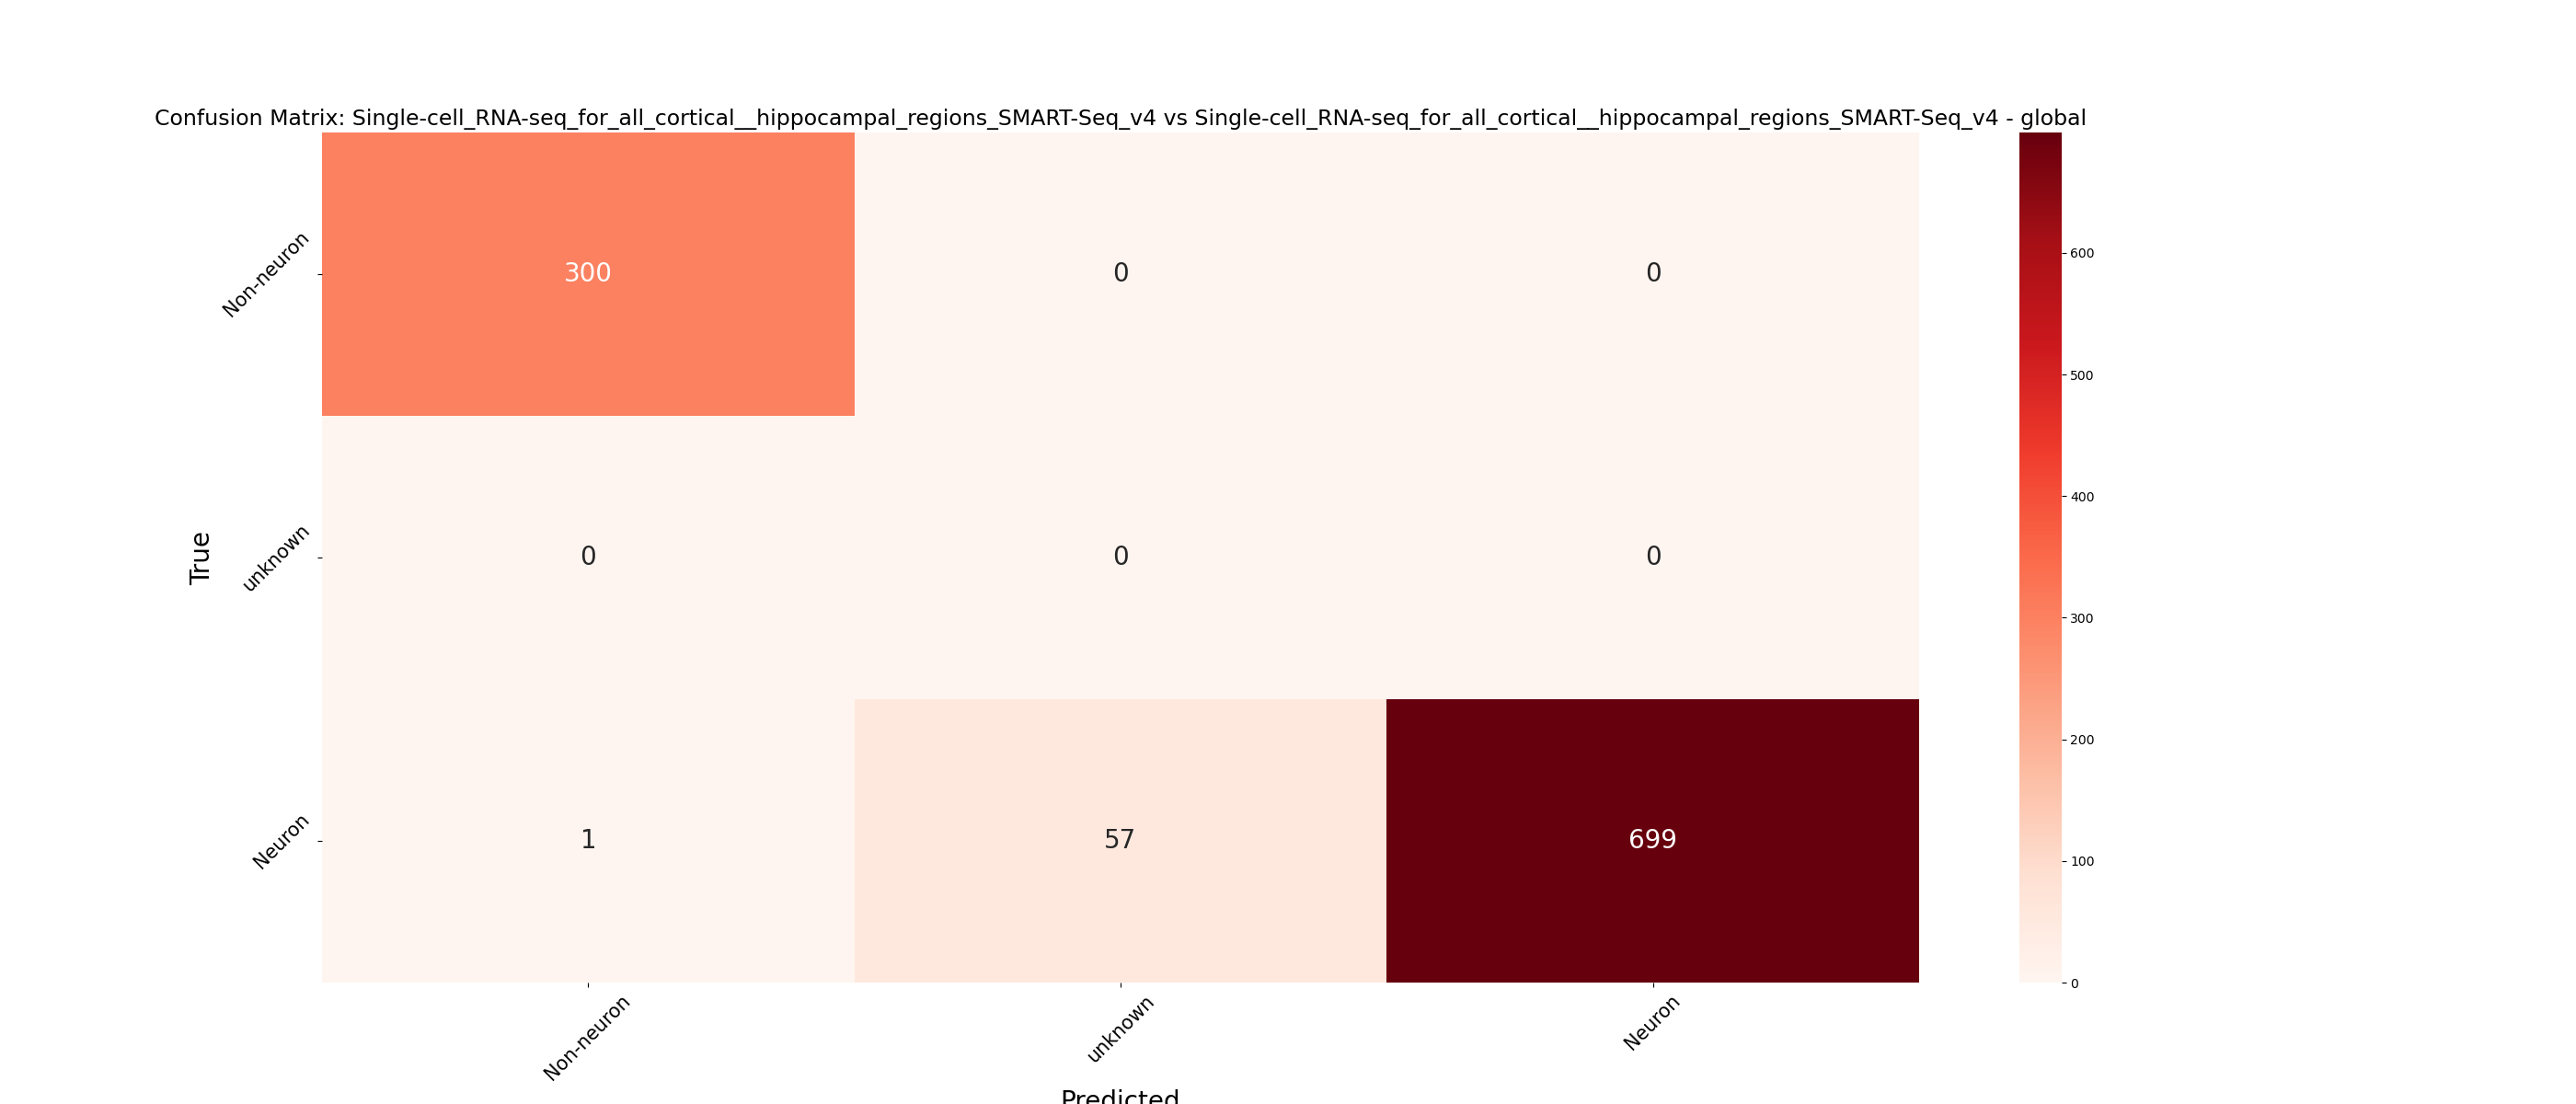 Confusion Matrix: Single-cell_RNA-seq_for_all_cortical__hippocampal_regions_SMART-Seq_v4 vs Single-cell_RNA-seq_for_all_cortical__hippocampal_regions_SMART-Seq_v4 - global
Non-neuron
300
0
0
unknown
0
0
0
Neuron
1
57
699
True
Non-neuron
unknown
Neuron
Predicted
600
500
400
300
200
100
0